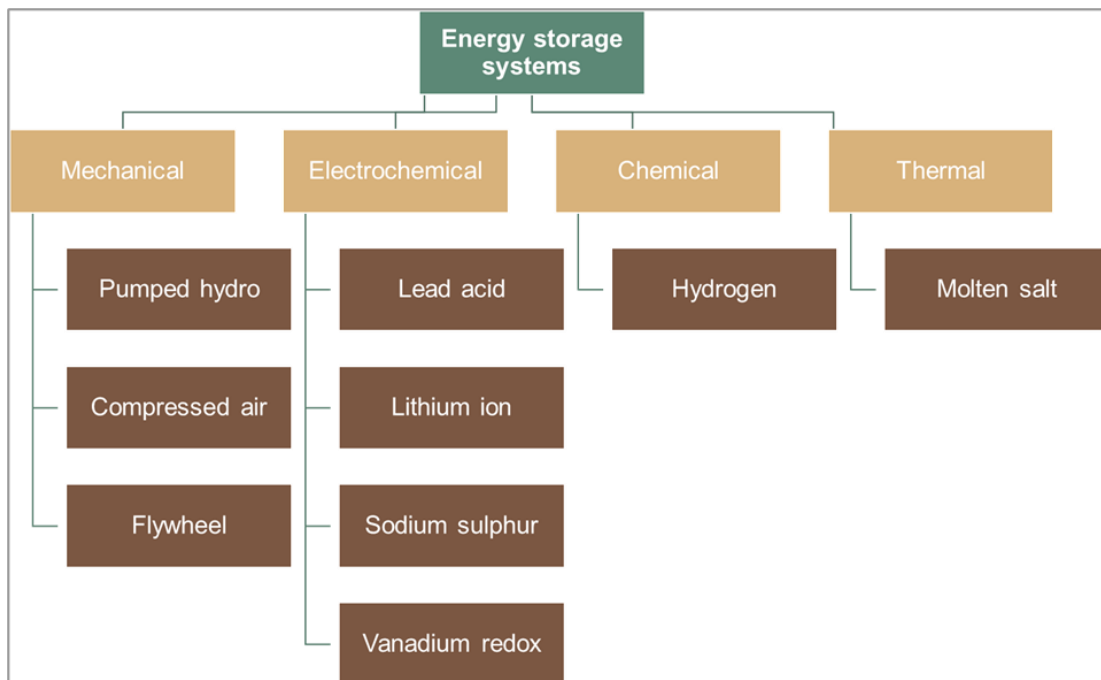 Energy storage
systems
Mechanical
Electrochemical
Chemical
Thermal
Pumped hydro
Lead acid
Hydrogen
Molten salt
Compressed air
Lithium ion
Flywheel
Sodium sulphur
Vanadium redox